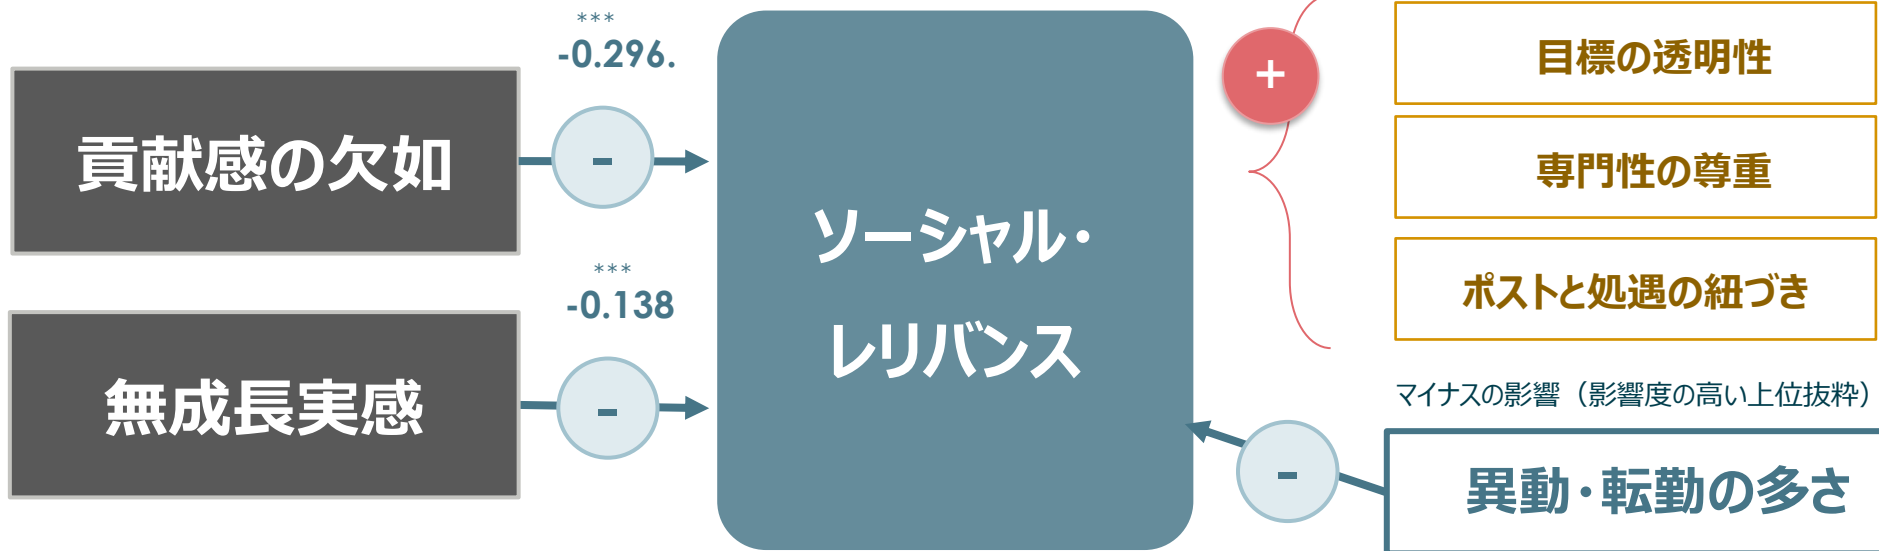 ***
-0.296.
-
貢献感の欠如
***
-0.138
-
無成長実感
ソーシャル・
レリバンス
+
目標の透明性
専門性の尊重
ポストと処遇の紐づき
マイナスの影響（影響度の高い上位抜粋）
-
異動・転勤の多さ